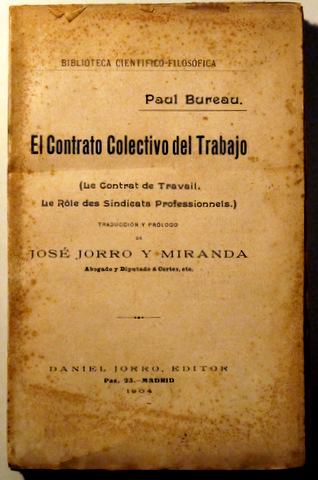 BIBLIOTECA CIENTÍFICO-FILOSÓFICA
Paul Bureau.
El Contrato Colectivo del Trabajo
(Le Contrat de Travail.
Le Rôle des Sindicats Professionnels.)
TRADUCCIÓN Y PRÓLOGO
DE
JOSÉ JORRO Y MIRANDA
Abogado y Diputado á Cortes, etc.
DANIEL JORRO, EDITOR
Paz, 23.—MADRID
1904